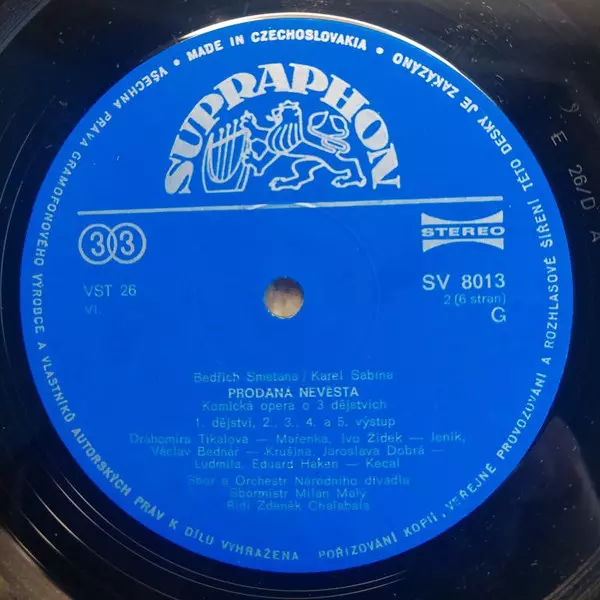 VŠECHNA PRÁVA GRAMOFONOVÉHO VÝROBCE A VLASTNÍKŮ AUTORSKÝCH PRÁV K DÍLU VYHRAŽENA
• MADE IN CZECHOSLOVAKIA •
POŘIZOVÁNÍ KOPIÍ, VEŘEJNÉ PROVOZOVÁNÍ A ROZHLASOVÉ ŠÍŘENÍ TÉTO DESKY JE ZAKÁZÁNO
SUPRAPHON
33
STEREO
VST 26
SV 8013
VI.
2 (6 stran)
G
Bedřich Smetana / Karel Sabina
PRODANÁ NEVĚSTA
Komická opera o 3 dějstvích
1. dějství, 2., 3., 4. a 5. výstup
Drahomíra Tikalová — Mařenka, Ivo Žídek — Jeník,
Václav Bednář — Krušina, Jaroslava Dobrá —
Ludmila, Eduard Haken — Kecal
Sbor a Orchestr Národního divadla
Sbormistr Milan Malý
Řídí Zdeněk Chalabala
E 26/D A